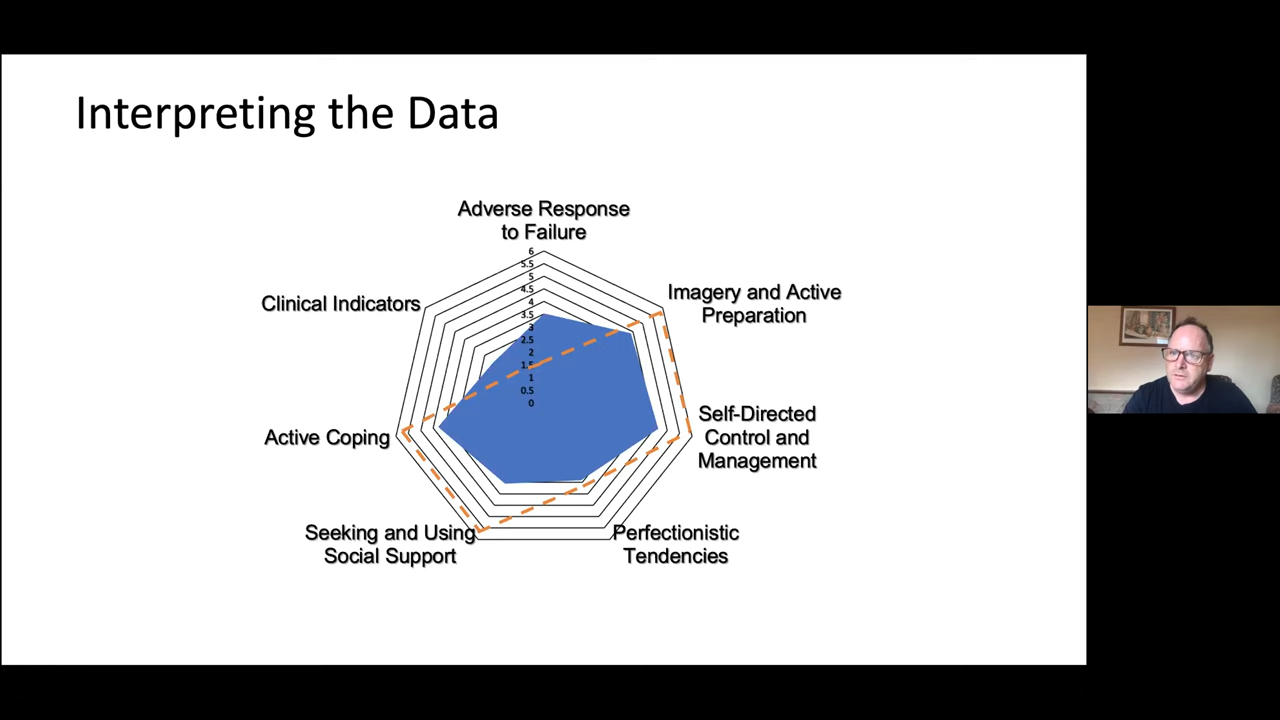 Interpreting the Data
Adverse Response
to Failure
6
5.5
5
4.5
4
3.5
3
2.5
2
1.5
1
0.5
0
Imagery and Active
Preparation
Self-Directed
Control and
Management
Perfectionistic
Tendencies
Seeking and Using
Social Support
Active Coping
Clinical Indicators